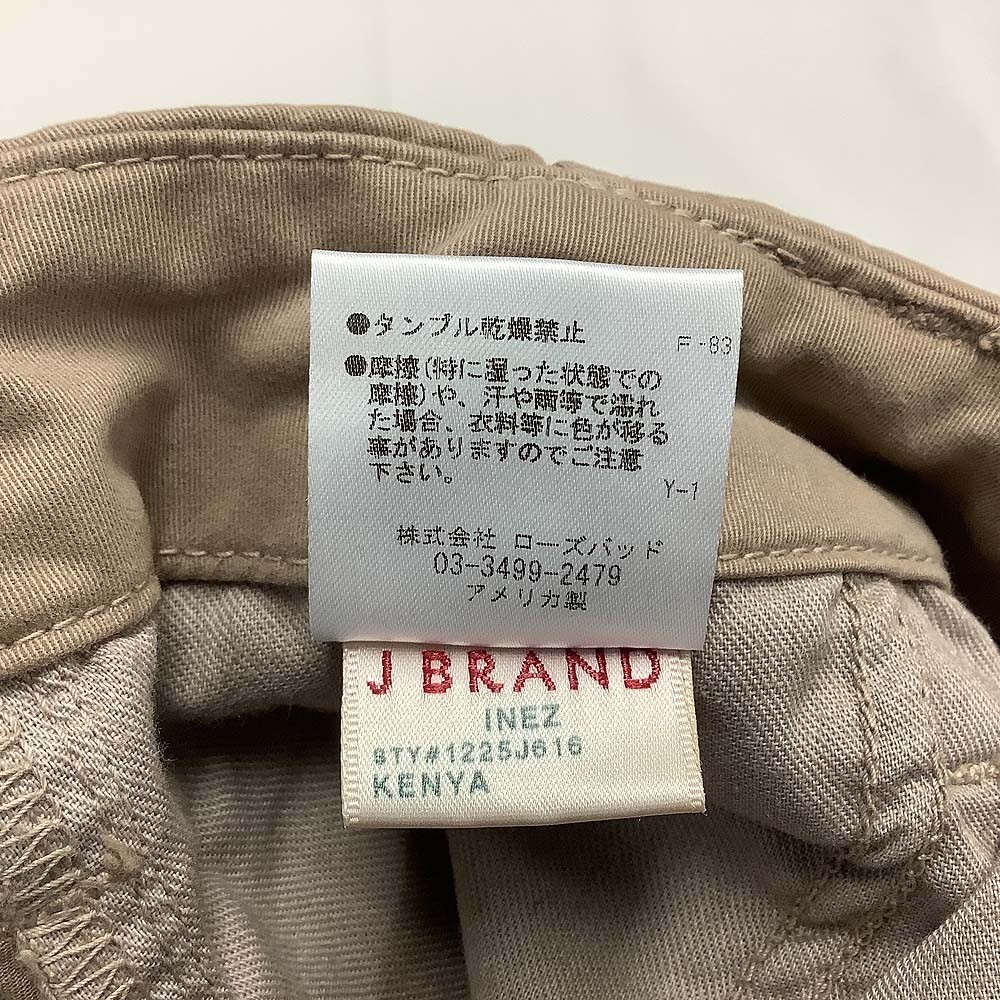 ●タンブル乾燥禁止
F-83
●摩擦(特に湿った状態での
摩擦)や、汗や雨等で濡れ
た場合、衣料等に色が移る
事がありますのでご注意
下さい。
Y-1
株式会社 ローズバッド
03-3499-2479
アメリカ製
J BRAND
INEZ
STY#1225J616
KENYA